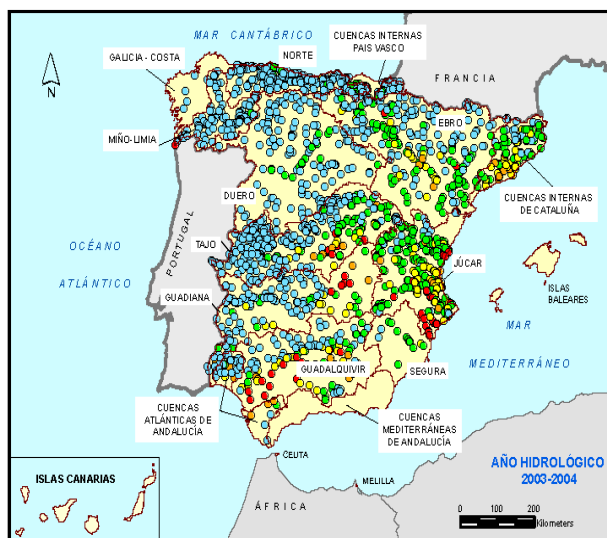 MAR CANTÁBRICO
CUENCAS INTERNAS
PAIS VASCO
NORTE
GALICIA - COSTA
FRANCIA
N
EBRO
MIÑO-LIMIA
CUENCAS INTERNAS
DE CATALUÑA
DUERO
PORTUGAL
OCÉANO
ATLÁNTICO
TAJO
JÚCAR
ISLAS
BALEARES
GUADIANA
MAR
MEDITERRÁNEO
GUADALQUIVIR
SEGURA
CUENCAS
ATLÁNTICAS DE
ANDALUCÍA
CUENCAS
MEDITERRÁNEAS
DE ANDALUCÍA
CEUTA
MELILLA
ÁFRICA
ISLAS CANARIAS
AÑO HIDROLÓGICO
2003-2004
0 100 200
Kilometers